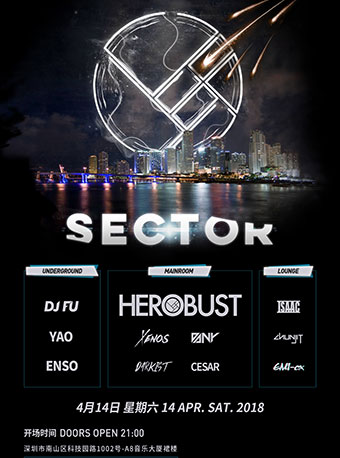 SECTOR
UNDERGROUND
MAINROOM
LOUNGE
DJ FU
YAO
ENSO
HEROBUST
XENOS
DARKIST
CESAR
ISAAC
CHUNJIT
4月14日 星期六 14 APR. SAT. 2018
开场时间 DOORS OPEN 21:00
深圳市南山区科技园路1002号-A8音乐大厦裙楼